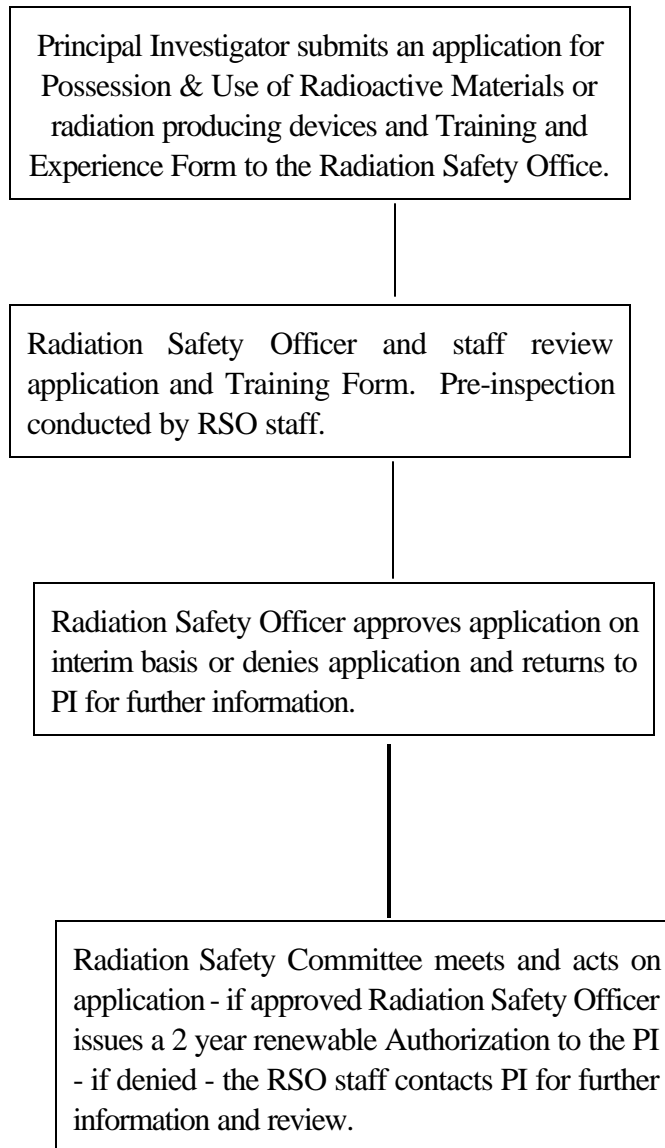 Principal Investigator submits an application for
Possession & Use of Radioactive Materials or
radiation producing devices and Training and
Experience Form to the Radiation Safety Office.
Radiation Safety Officer and staff review
application and Training Form. Pre-inspection
conducted by RSO staff.
Radiation Safety Officer approves application on
interim basis or denies application and returns to
PI for further information.
Radiation Safety Committee meets and acts on
application - if approved Radiation Safety Officer
issues a 2 year renewable Authorization to the PI
- if denied - the RSO staff contacts PI for further
information and review.